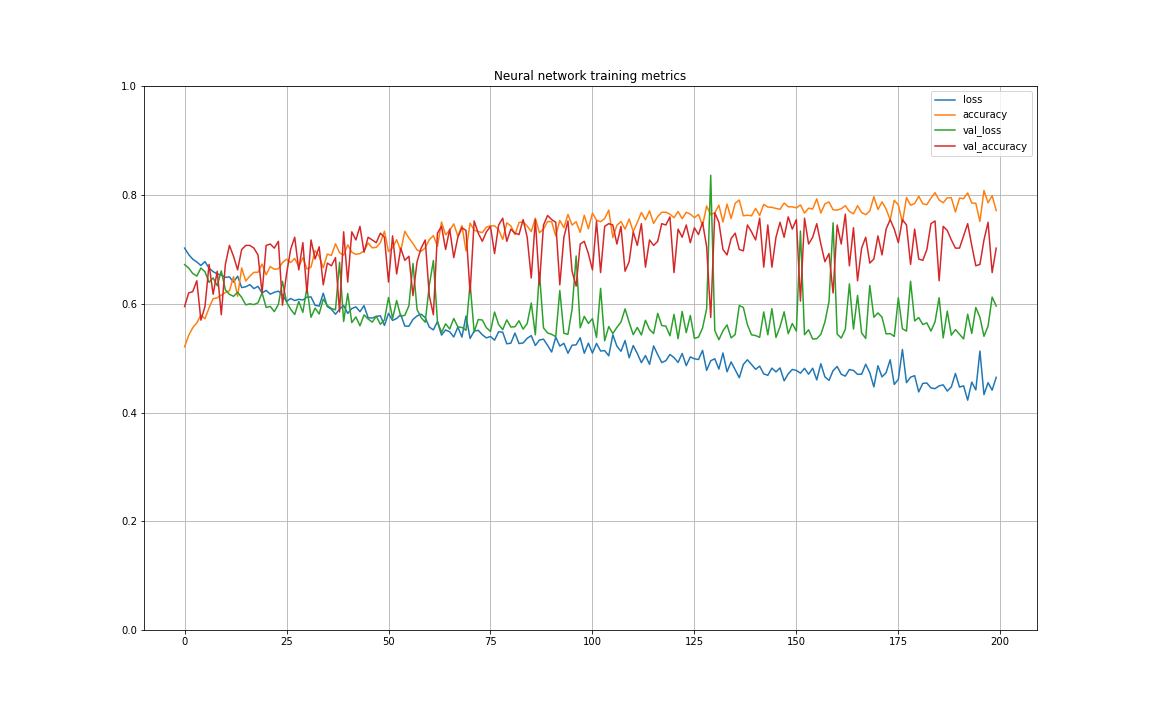 Neural network training metrics
1.0
0.8
0.6
0.4
0.2
0.0
0 25 50 75 100 125 150 175 200
loss
accuracy
val_loss
val_accuracy